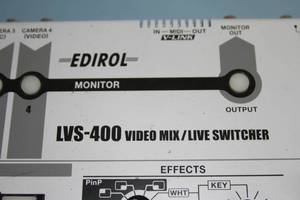 CAMERA 4
(VIDEO)
IN — MIDI — OUT
V-LINK
MONITOR
OUT
EDIROL
MONITOR
4
OUTPUT
LVS-400 VIDEO MIX/LIVE SWITCHER
EFFECTS
PinP
WHT
KEY